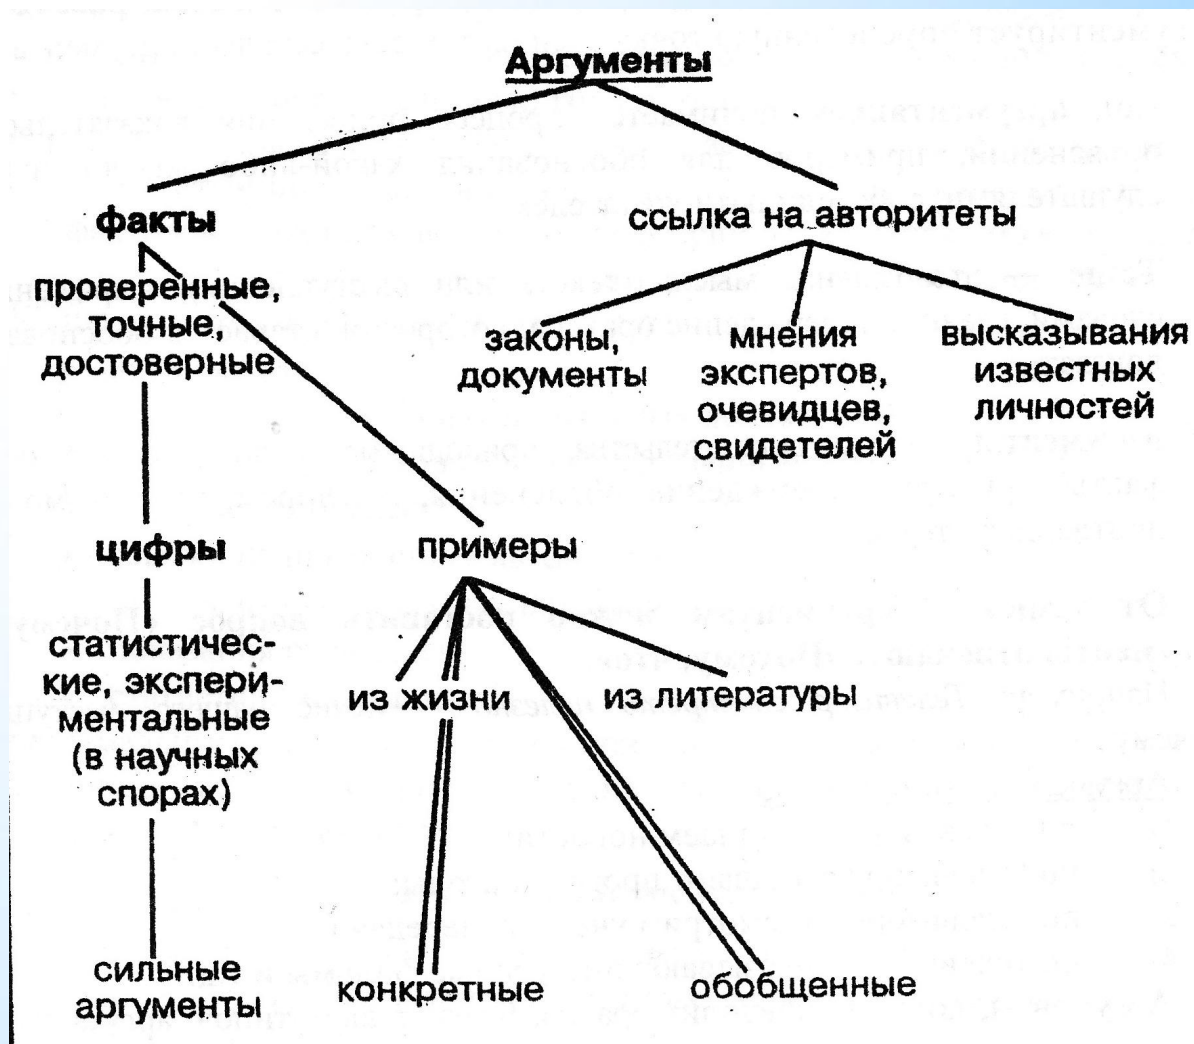 Аргументы
факты
ссылка на авторитеты
проверенные,
точные,
достоверные
законы,
документы
мнения
экспертов,
очевидцев,
свидетелей
высказывания
известных
личностей
цифры
примеры
статистичес-
кие, экспери-
ментальные
(в научных
спорах)
из жизни
из литературы
сильные
аргументы
конкретные
обобщенные